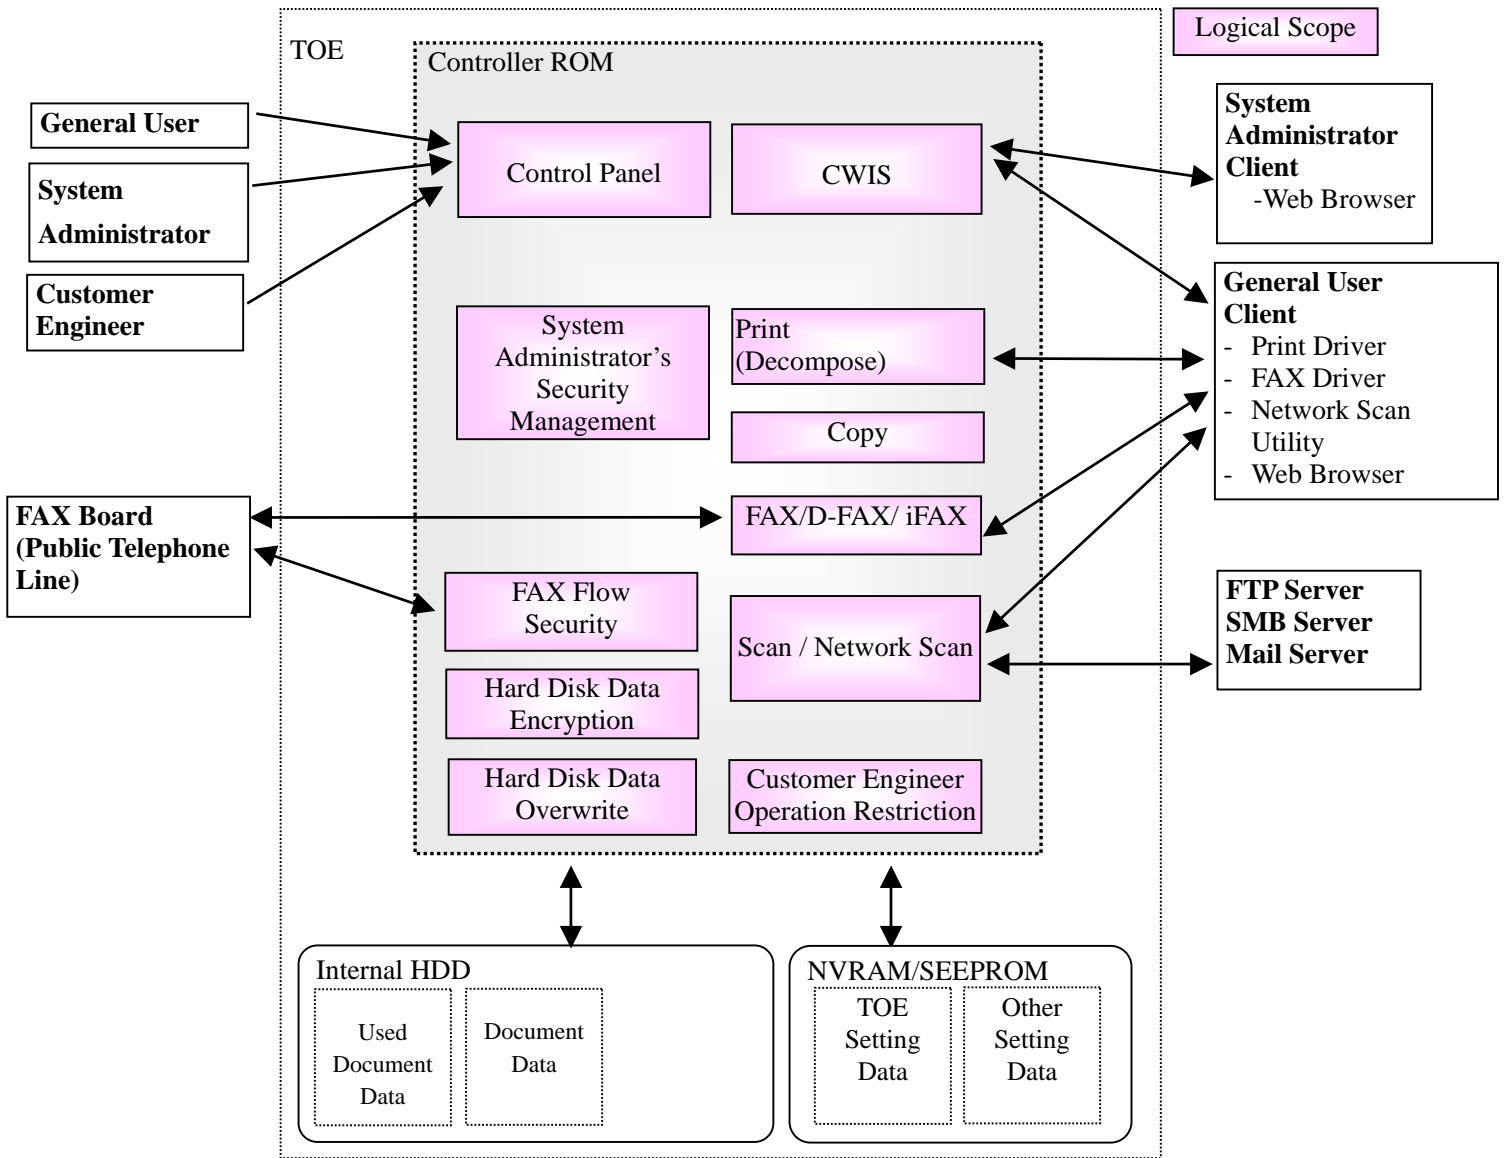 Logical Scope
TOE
Controller ROM
General User
System
Administrator
Customer
Engineer
Control Panel
CWIS
System
Administrator
Client
-Web Browser
General User
Client
- Print Driver
- FAX Driver
- Network Scan
Utility
- Web Browser
System
Administrator’s
Security
Management
Print
(Decompose)
Copy
FAX Board
(Public Telephone
Line)
FAX/D-FAX/ iFAX
FAX Flow
Security
Scan / Network Scan
FTP Server
SMB Server
Mail Server
Hard Disk Data
Encryption
Hard Disk Data
Overwrite
Customer Engineer
Operation Restriction
Internal HDD
Used
Document
Data
Document
Data
NVRAM/SEEPROM
TOE
Setting
Data
Other
Setting
Data